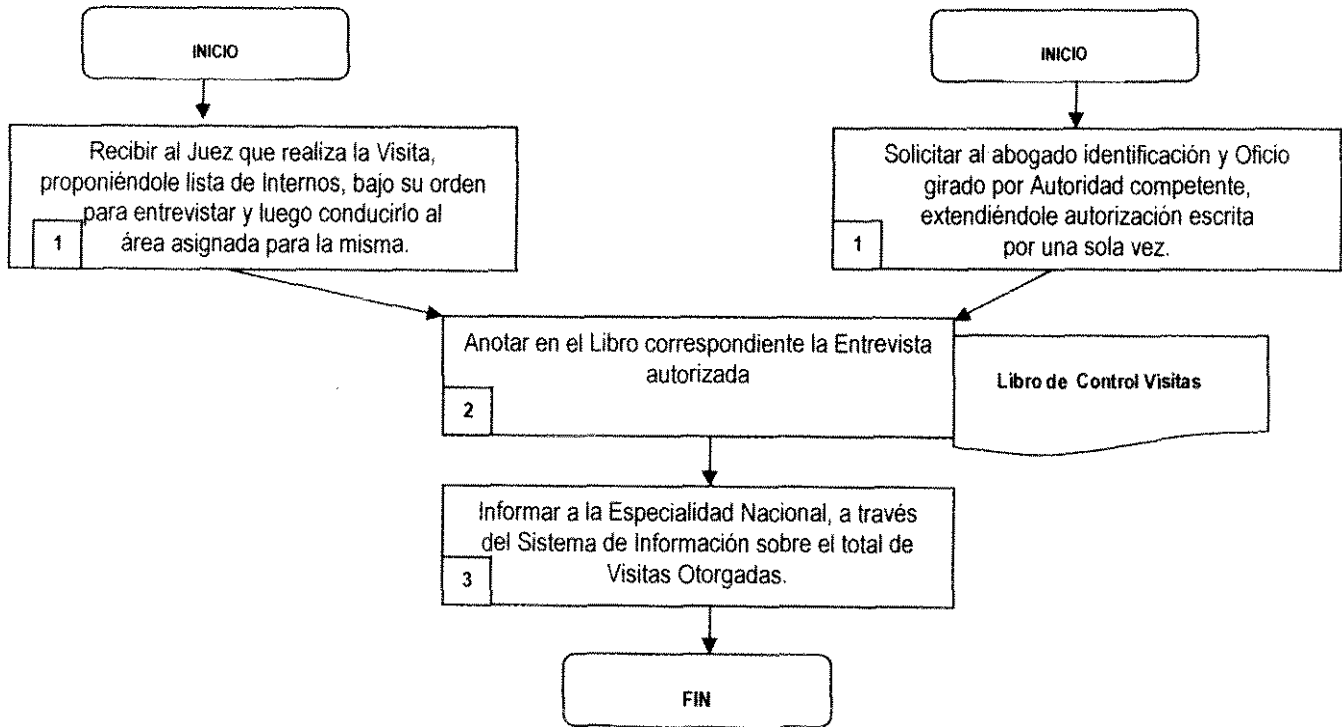 INICIO
Recibir al Juez que realiza la Visita,
proponiéndole lista de Internos, bajo su orden
para entrevistar y luego conducirlo al
área asignada para la misma.
1
INICIO
Solicitar al abogado identificación y Oficio
girado por Autoridad competente,
extendiéndole autorización escrita
por una sola vez.
1
Anotar en el Libro correspondiente la Entrevista
autorizada
2
Libro de Control Visitas
Informar a la Especialidad Nacional, a través
del Sistema de Información sobre el total de
Visitas Otorgadas.
3
FIN